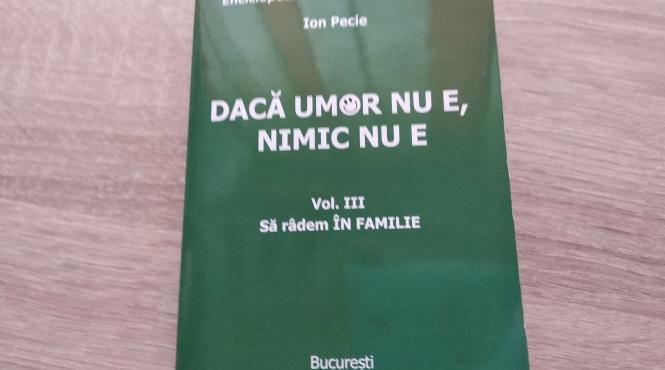 Ion Pecie
DACĂ UMOR NU E,
NIMIC NU E
Vol. III
Să râdem ÎN FAMILIE
București